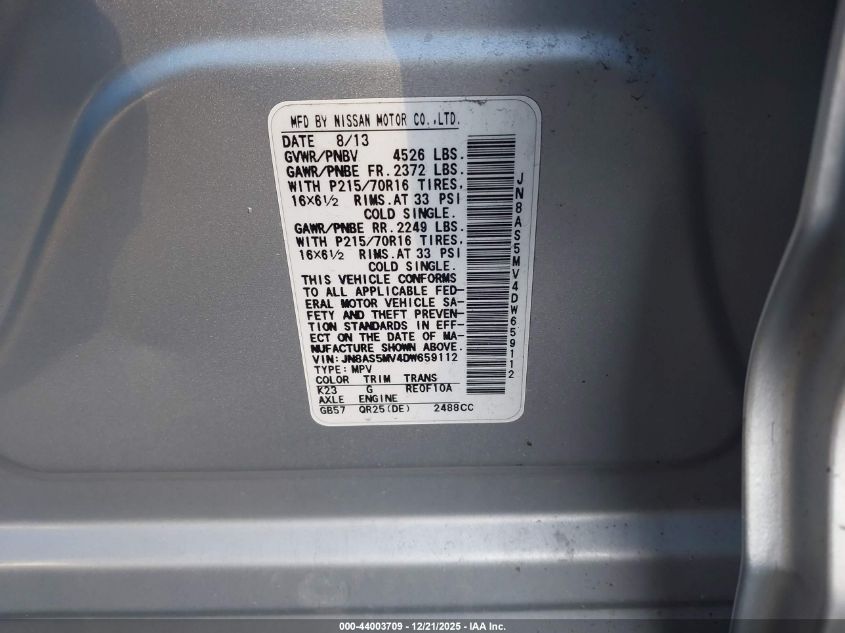 MFD BY NISSAN MOTOR CO.,LTD.
DATE 8/13
GVWR/PNBV 4526 LBS.
GAWR/PNBE FR. 2372 LBS.
WITH P215/70R16 TIRES,
16×6½ RIMS. AT 33 PSI
COLD SINGLE.
GAWR/PNBE RR. 2249 LBS.
WITH P215/70R16 TIRES,
16×6½ RIMS. AT 33 PSI
COLD SINGLE.
THIS VEHICLE CONFORMS
TO ALL APPLICABLE FED-
ERAL MOTOR VEHICLE SA-
FETY AND THEFT PREVEN-
TION STANDARDS IN EFF-
ECT ON THE DATE OF MA-
NUFACTURE SHOWN ABOVE.
VIN: JN8AS5MV4DW659112
TYPE: MPV
COLOR TRIM TRANS
K23 G RE0F10A
AXLE ENGINE
GB57 QR25(DE) 2488CC
JN8AS5MV4DW659112
000-44003709 - 12/21/2025 - IAA Inc.